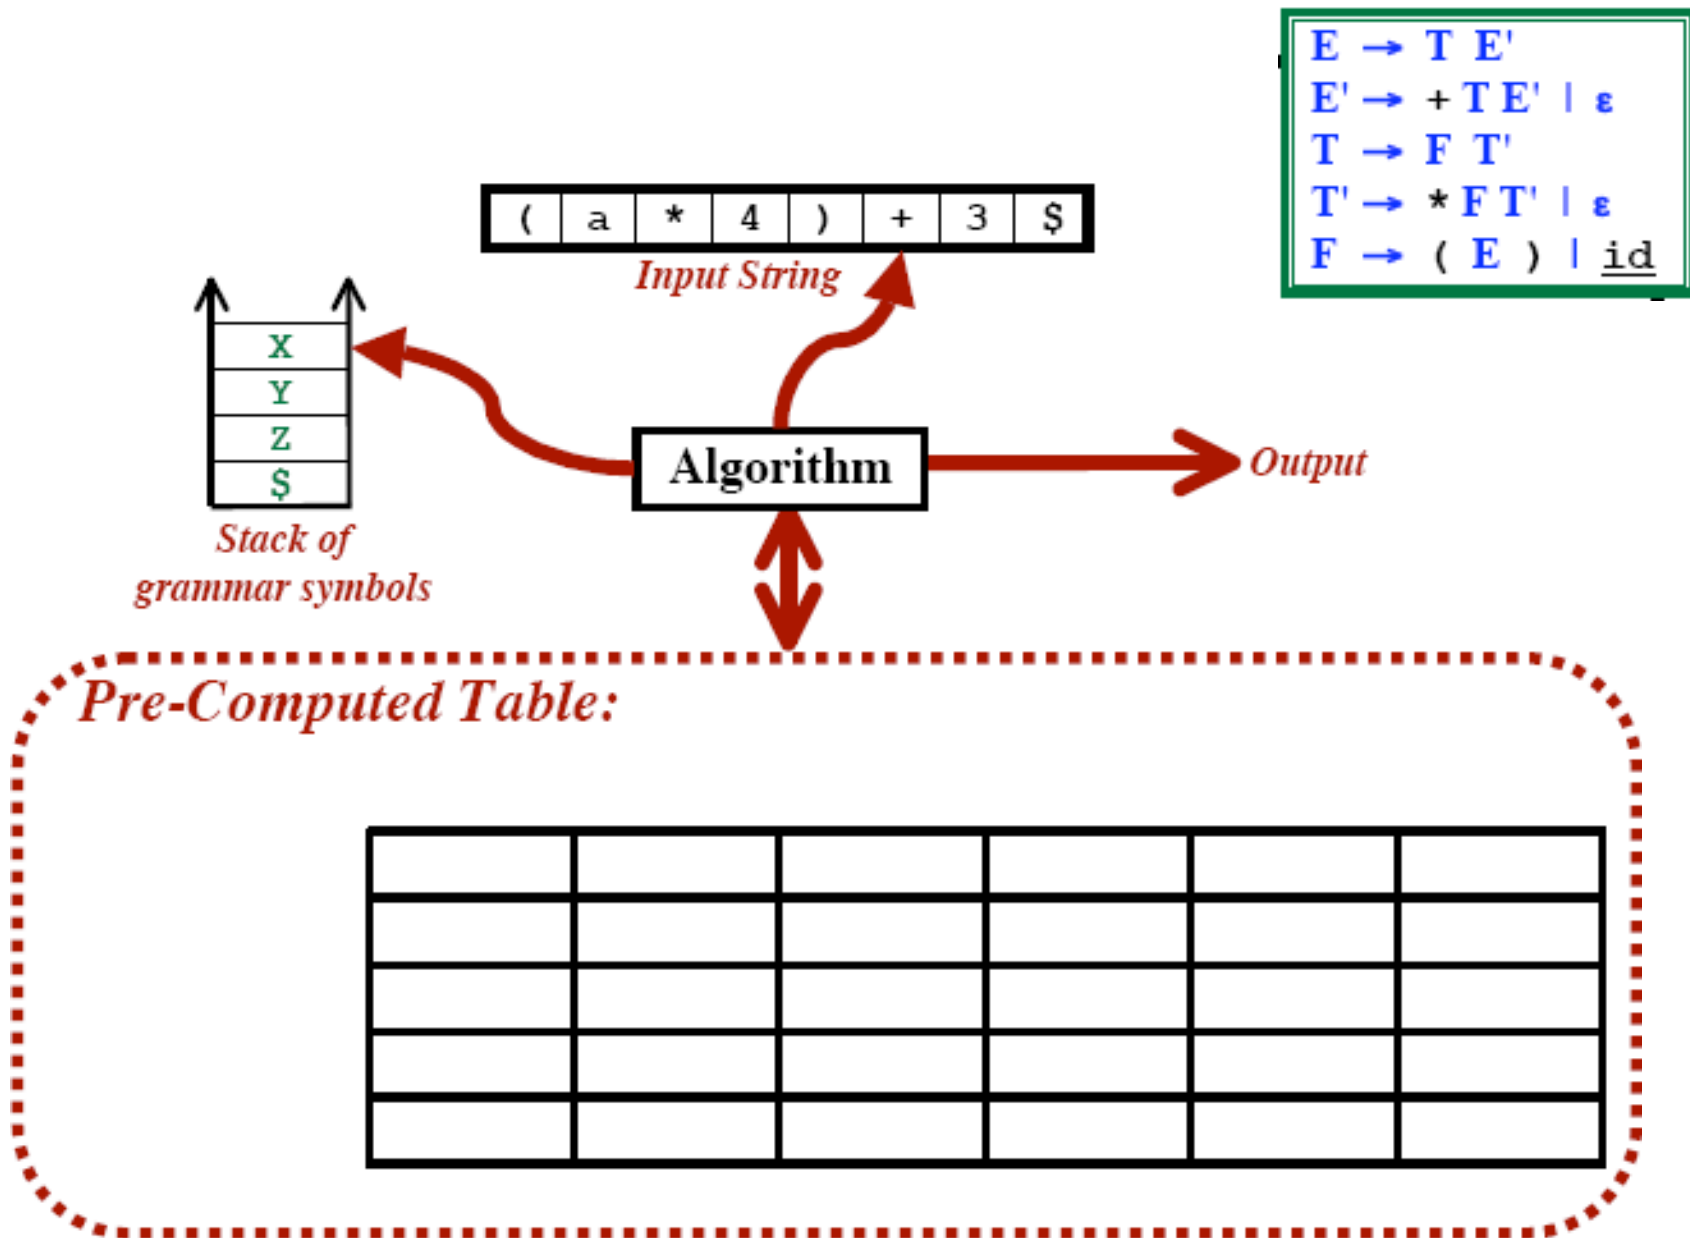 E → T E'
E' → + T E' | ε
T → F T'
T' → * F T' | ε
F → ( E ) | id
( a * 4 ) + 3 $
Input String
X
Y
Z
$
Stack of
grammar symbols
Algorithm
Output
Pre-Computed Table: